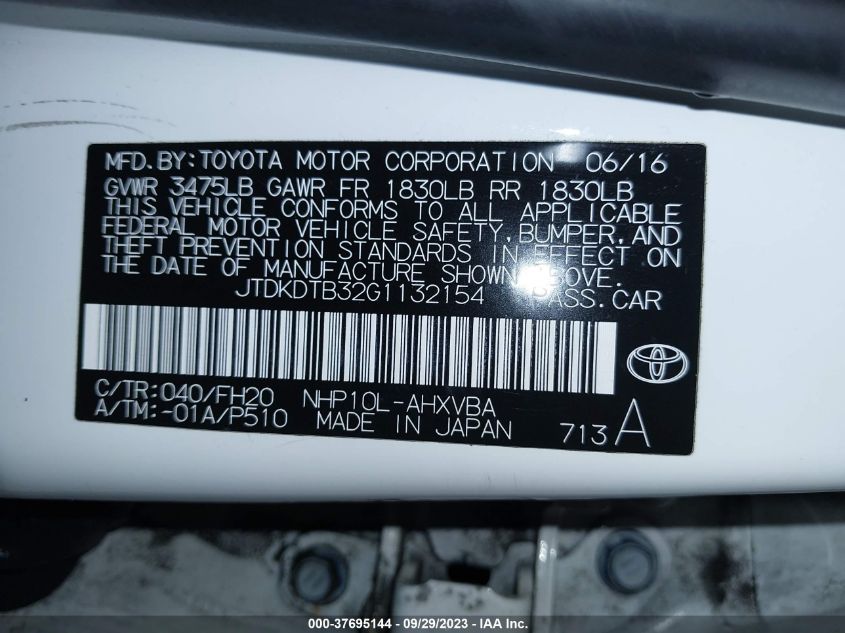 MFD.BY:TOYOTA MOTOR CORPORATION 06/16
GVWR 3475LB GAWR FR 1830LB RR 1830LB
THIS VEHICLE CONFORMS TO ALL APPLICABLE
FEDERAL MOTOR VEHICLE SAFETY,BUMPER,AND
THEFT PREVENTION STANDARDS IN EFFECT ON
THE DATE OF MANUFACTURE SHOWN ABOVE.
JTDKDTB32G1132154 PASS.CAR
C/TR:040/FH20 NHP10L-AHXVBA
A/TM:-01A/P510 MADE IN JAPAN 713A
000-37695144 - 09/29/2023 - IAA Inc.